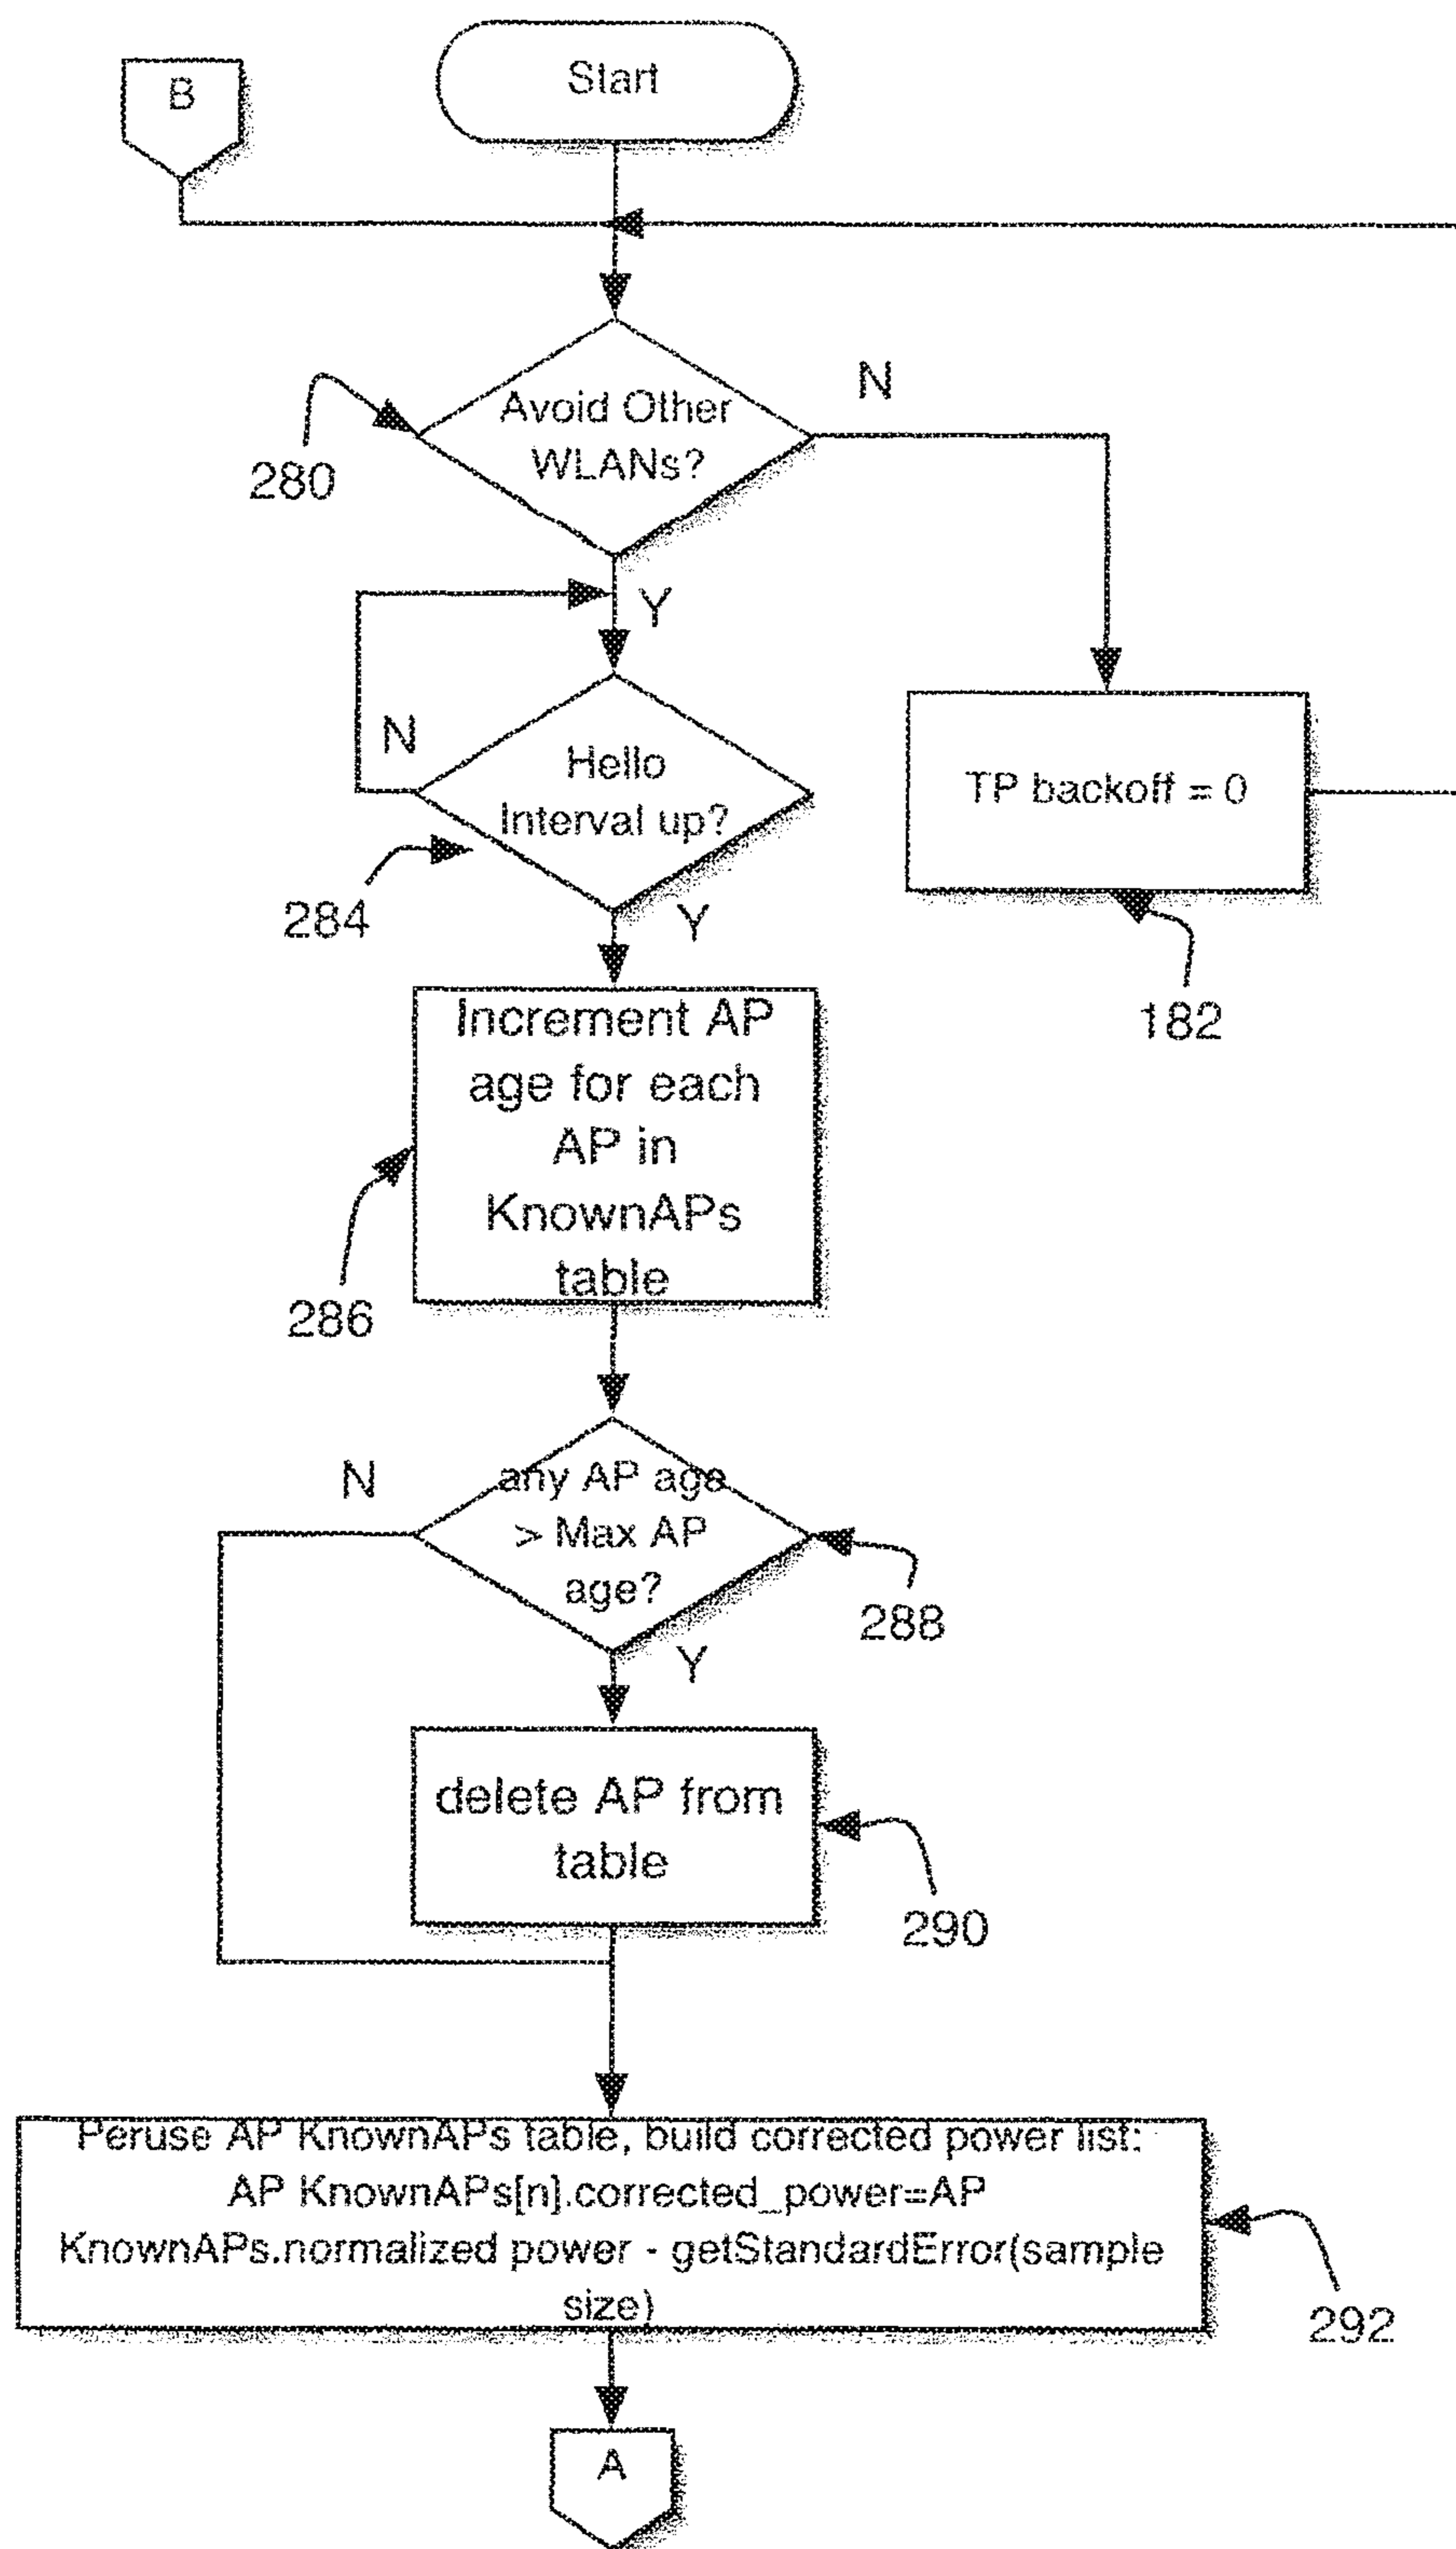 B
Start
Avoid Other
WLANs?
N
280
Y
N
Hello
Interval up?
TP backoff = 0
284
Y
182
Increment AP
age for each
AP in
KnownAPs
table
286
N
any AP age
> Max AP
age?
288
Y
delete AP from
table
290
Peruse AP KnownAPs table, build corrected power list:
AP KnownAPs[n].corrected_power=AP
KnownAPs.normalized power - getStandardError(sample
size)
292
A